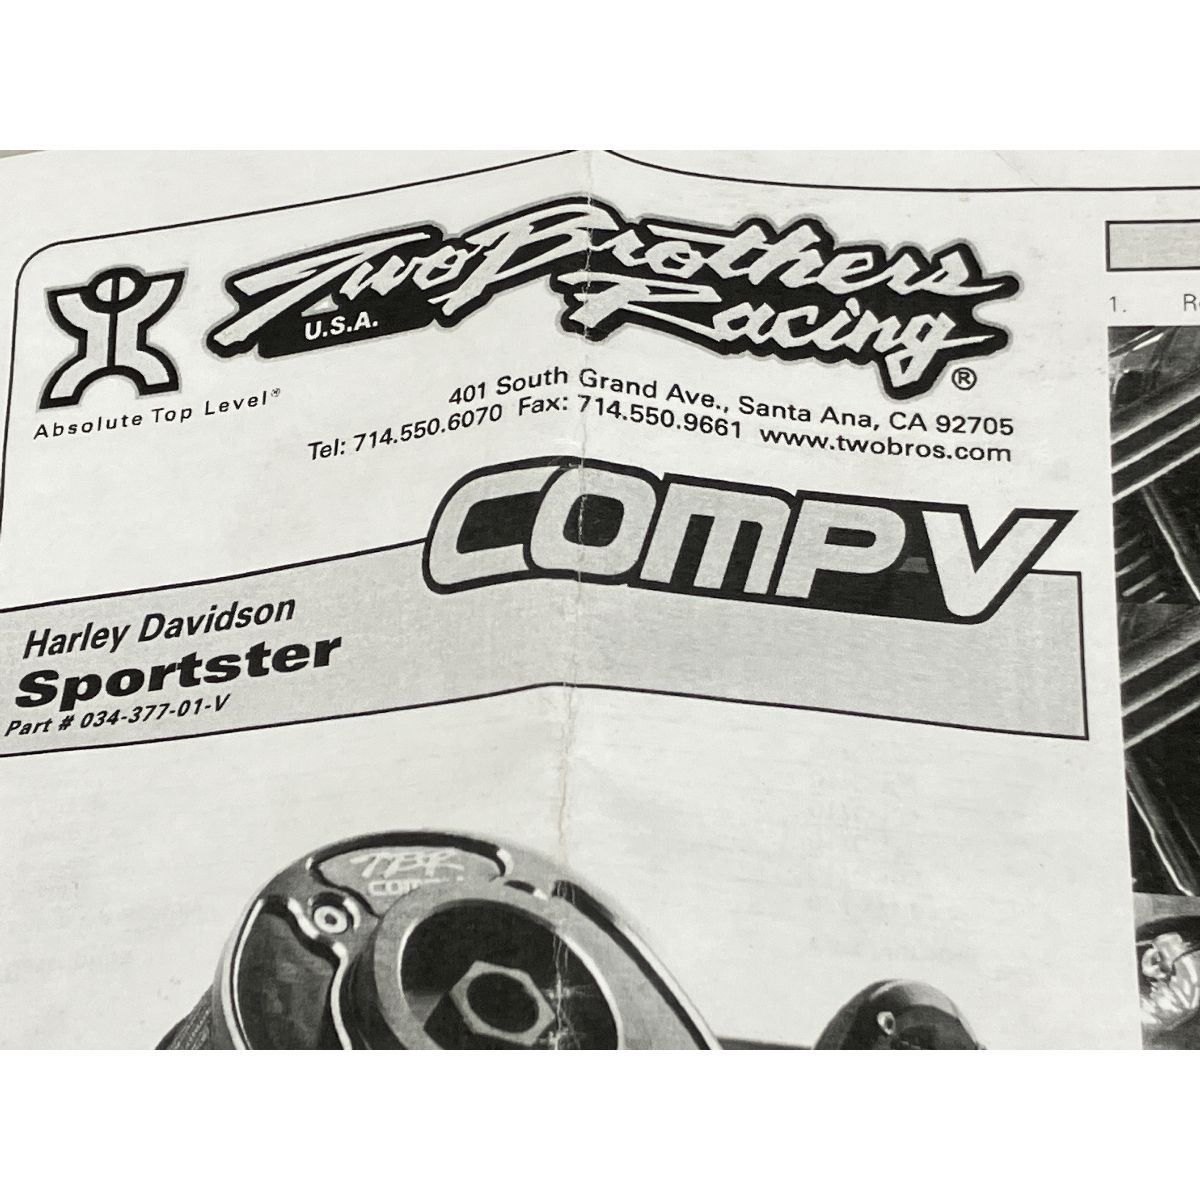 Two Brothers
Racing
U.S.A.
®
Absolute Top Level®
401 South Grand Ave., Santa Ana, CA 92705
Tel: 714.550.6070 Fax: 714.550.9661 www.twobros.com
COMP-V
Harley Davidson
Sportster
Part # 034-377-01-V
TBR
COMP
1.